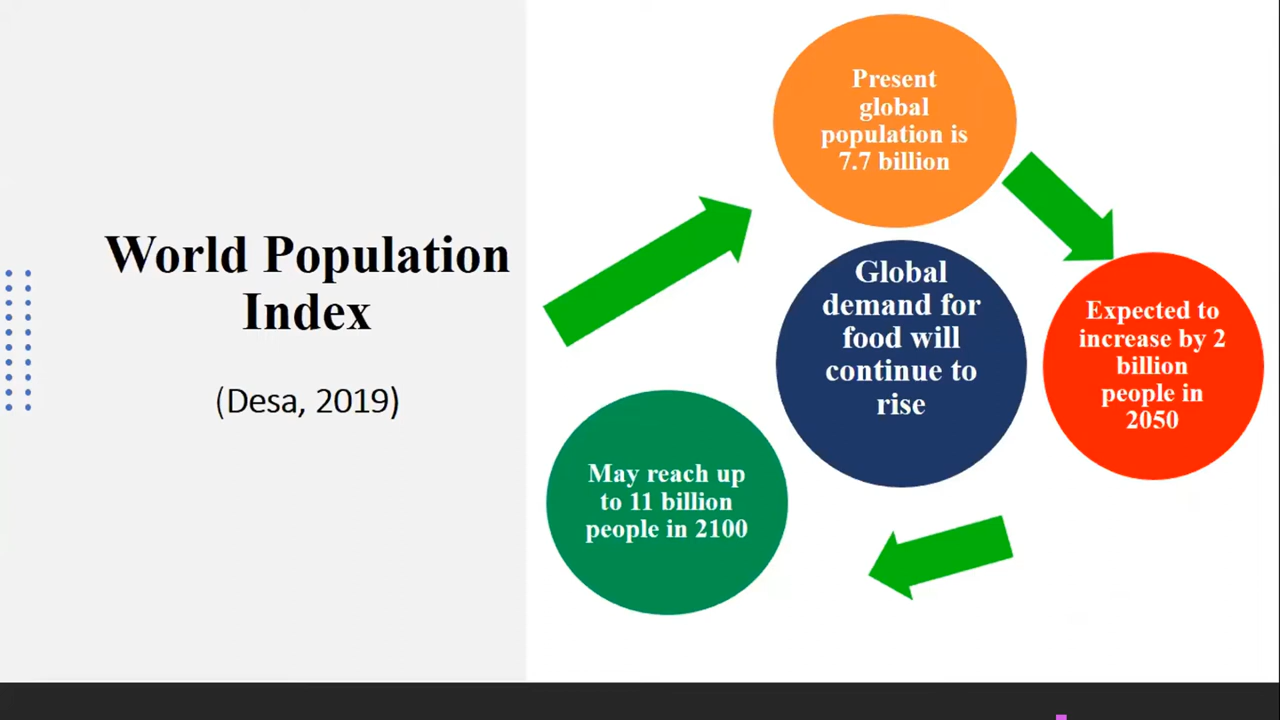 World Population
Index
(Desa, 2019)
Present
global
population is
7.7 billion
Global
demand for
food will
continue to
rise
Expected to
increase by 2
billion
people in
2050
May reach up
to 11 billion
people in 2100